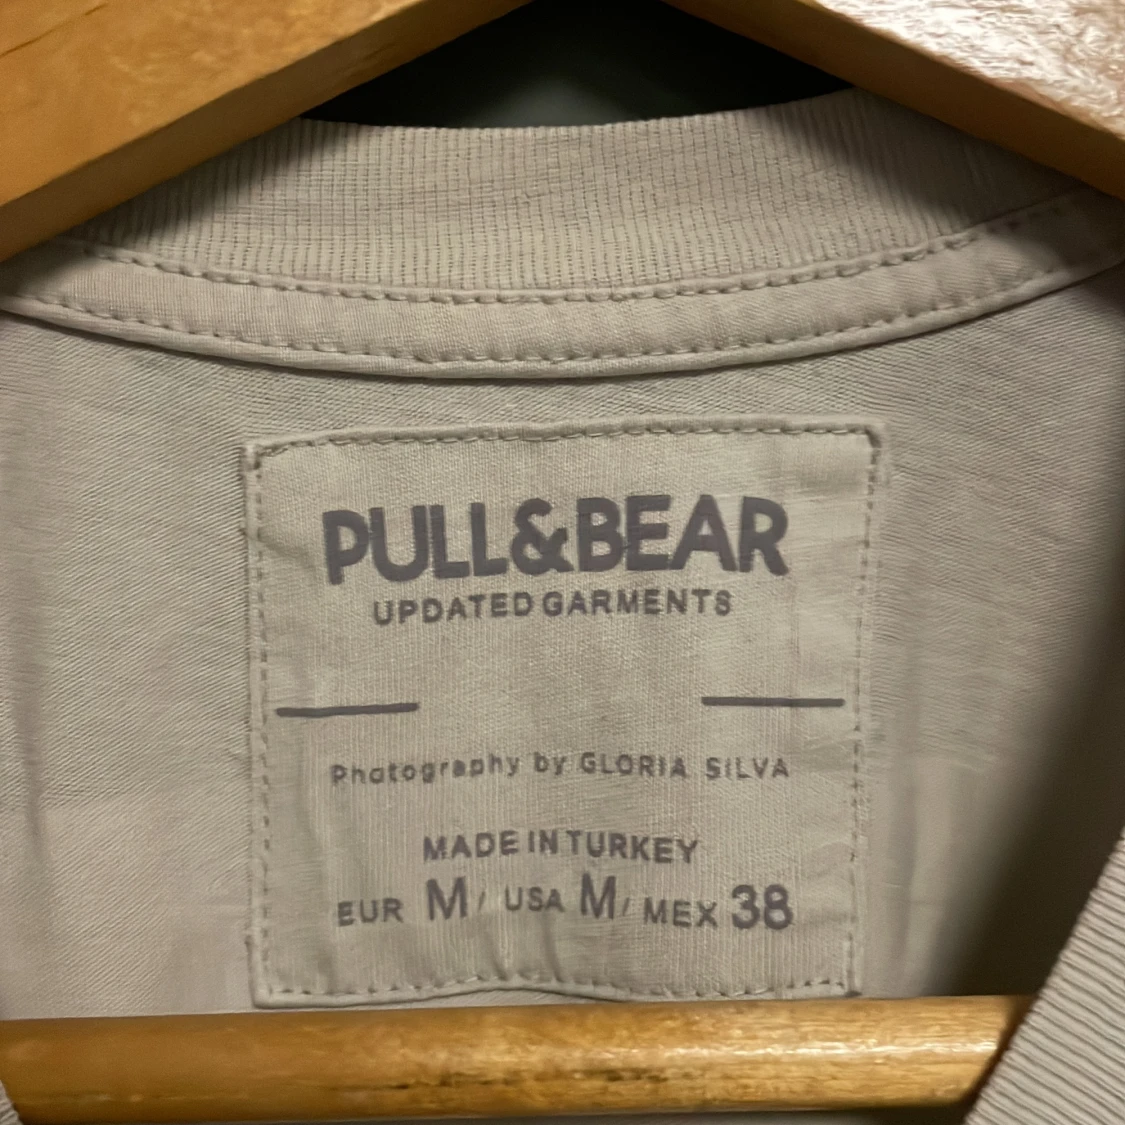 PULL&BEAR
UPDATED GARMENTS
Photography by GLORIA SILVA
MADE IN TURKEY
EUR M / USA M / MEX 38